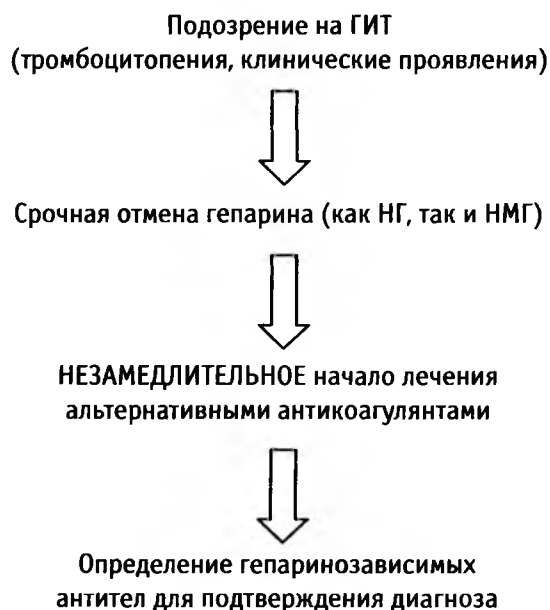 Подозрение на ГИТ
(тромбоцитопения, клинические проявления)
Срочная отмена гепарина (как НГ, так и НМГ)
НЕЗАМЕДЛИТЕЛЬНОЕ начало лечения
альтернативными антикоагулянтами
Определение гепаринозависимых
антител для подтверждения диагноза